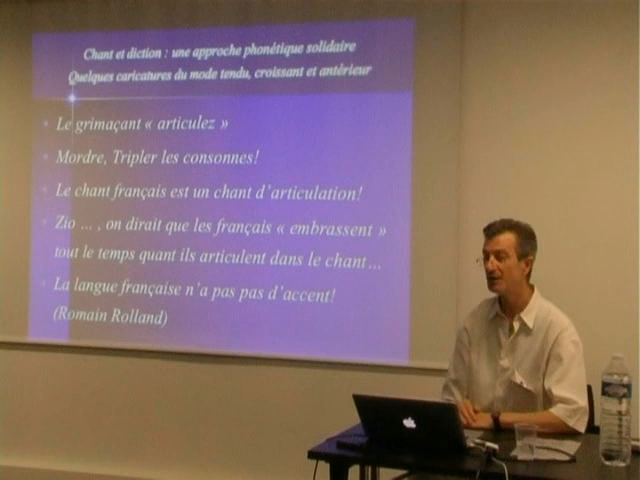 Chant et diction : une approche phonétique solidaire
Quelques caricatures du mode tendu, croissant et antérieur
Le grimaçant « articulez »
Mordre, Tripler les consonnes!
Le chant français est un chant d'articulation!
Zio ... , on dirait que les français « embrassent »
tout le temps quant ils articulent dans le chant...
La langue française n'a pas pas d'accent!
(Romain Rolland)